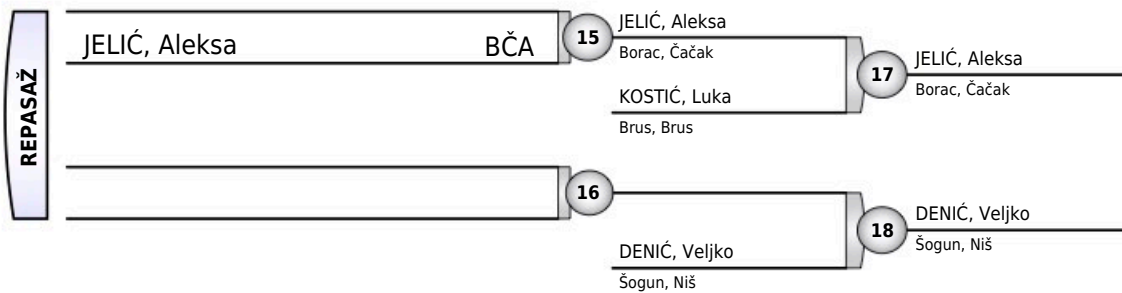 REPASAŽ
JELIĆ, Aleksa BČA
15
JELIĆ, Aleksa
Borac, Čačak
KOSTIĆ, Luka
Brus, Brus
17
JELIĆ, Aleksa
Borac, Čačak
16
DENIĆ, Veljko
Šogun, Niš
18
DENIĆ, Veljko
Šogun, Niš